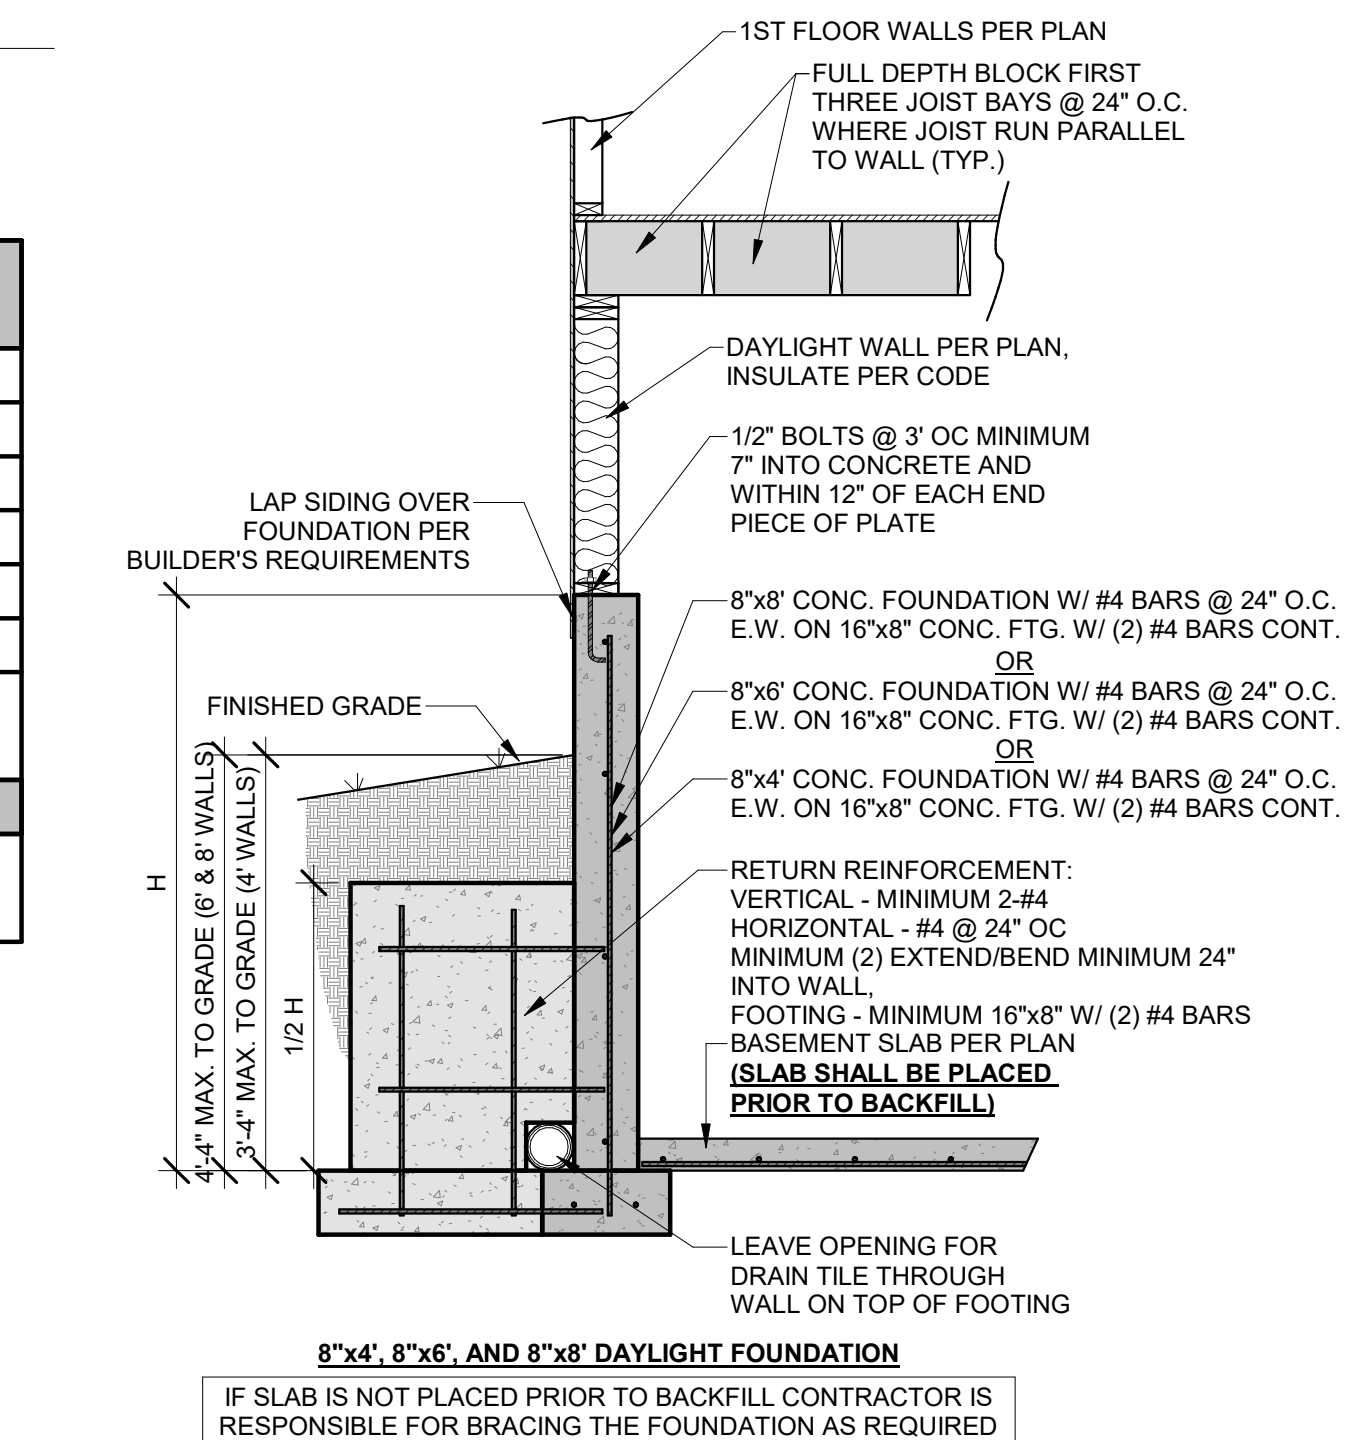 1ST FLOOR WALLS PER PLAN
FULL DEPTH BLOCK FIRST
THREE JOIST BAYS @ 24" O.C.
WHERE JOIST RUN PARALLEL
TO WALL (TYP.)
DAYLIGHT WALL PER PLAN,
INSULATE PER CODE
1/2" BOLTS @ 3' OC MINIMUM
7" INTO CONCRETE AND
WITHIN 12" OF EACH END
PIECE OF PLATE
LAP SIDING OVER
FOUNDATION PER
BUILDER'S REQUIREMENTS
8"x8' CONC. FOUNDATION W/ #4 BARS @ 24" O.C.
E.W. ON 16"x8" CONC. FTG. W/ (2) #4 BARS CONT.
OR
8"x6' CONC. FOUNDATION W/ #4 BARS @ 24" O.C.
E.W. ON 16"x8" CONC. FTG. W/ (2) #4 BARS CONT.
OR
8"x4' CONC. FOUNDATION W/ #4 BARS @ 24" O.C.
E.W. ON 16"x8" CONC. FTG. W/ (2) #4 BARS CONT.
FINISHED GRADE
H
4'-4" MAX. TO GRADE (6' & 8' WALLS)
3'-4" MAX. TO GRADE (4' WALLS)
1/2 H
RETURN REINFORCEMENT:
VERTICAL - MINIMUM 2-#4
HORIZONTAL - #4 @ 24" OC
MINIMUM (2) EXTEND/BEND MINIMUM 24"
INTO WALL,
FOOTING - MINIMUM 16"x8" W/ (2) #4 BARS
BASEMENT SLAB PER PLAN
(SLAB SHALL BE PLACED
PRIOR TO BACKFILL)
LEAVE OPENING FOR
DRAIN TILE THROUGH
WALL ON TOP OF FOOTING
8"x4', 8"x6', AND 8"x8' DAYLIGHT FOUNDATION
IF SLAB IS NOT PLACED PRIOR TO BACKFILL CONTRACTOR IS
RESPONSIBLE FOR BRACING THE FOUNDATION AS REQUIRED